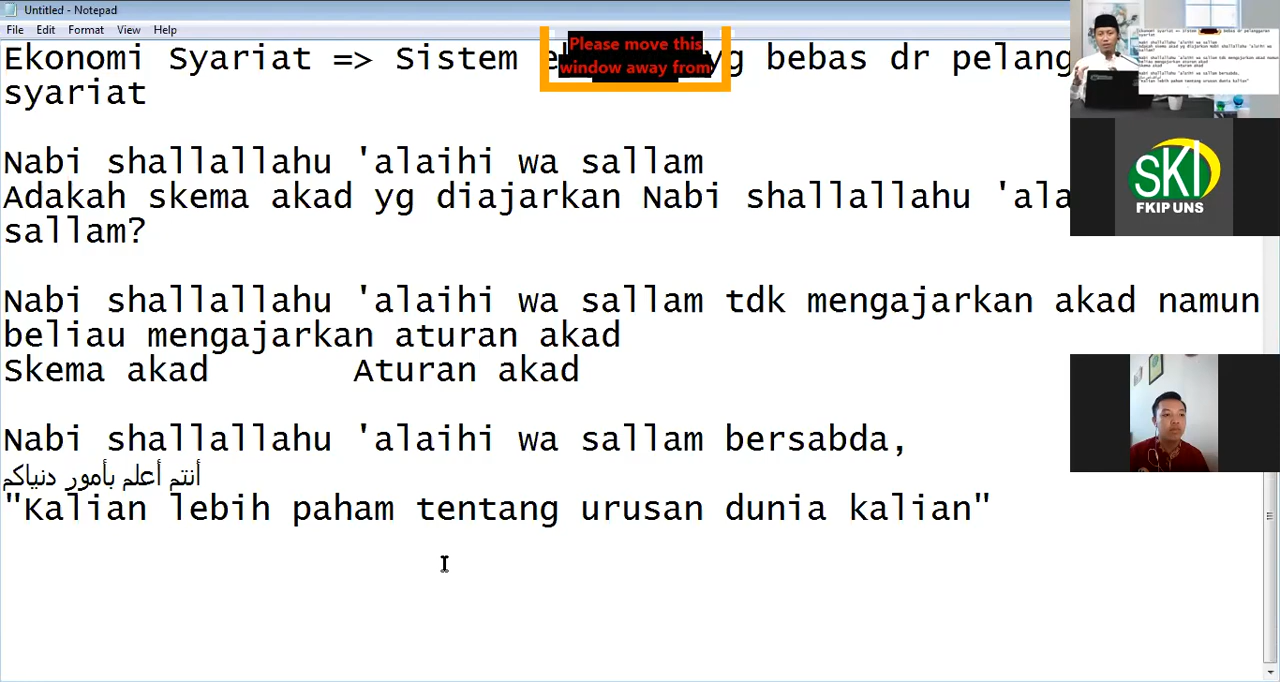 Untitled - Notepad
File Edit Format View Help
Ekonomi Syariat => Sistem yg bebas dr
syariat
Please move this
window away from
Nabi shallallahu 'alaihi wa sallam
Adakah skema akad yg diajarkan Nabi shallallahu
sallam?
Nabi shallallahu 'alaihi wa sallam tdk mengajarkan akad namun
beliau mengajarkan aturan akad
Skema akad Aturan akad
Nabi shallallahu 'alaihi wa sallam bersabda,
أنتم أعلم بأمور دنياكم
"Kalian lebih paham tentang urusan dunia kalian"
SKI
FKIP UNS